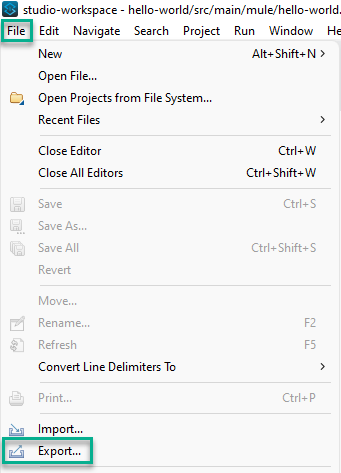 studio-workspace - hello-world/src/main/mule/hello-world.
File Edit Navigate Search Project Run Window He
New Alt+Shift+N >
Open File...
Open Projects from File System...
Recent Files >
Close Editor Ctrl+W
Close All Editors Ctrl+Shift+W
Save Ctrl+S
Save As...
Save All Ctrl+Shift+S
Revert
Move...
Rename... F2
Refresh F5
Convert Line Delimiters To >
Print... Ctrl+P
Import...
Export...